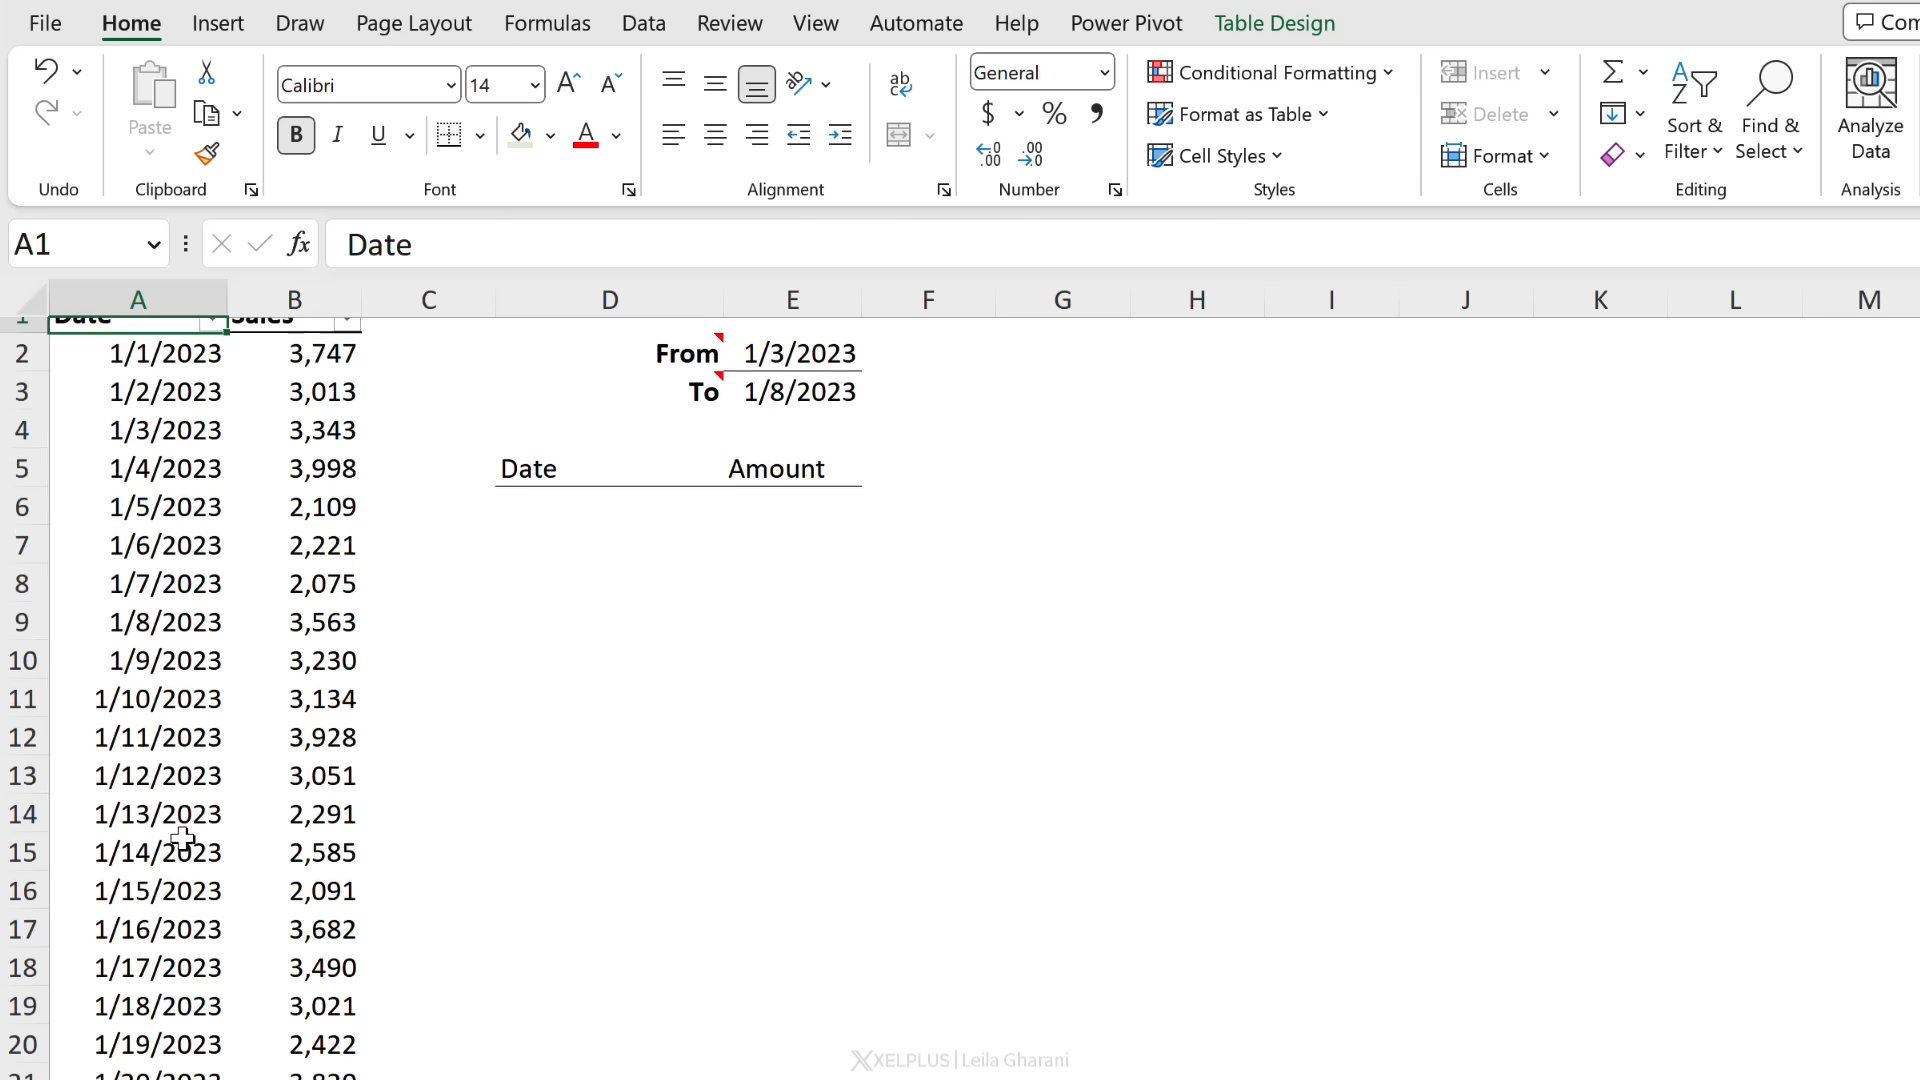 File Home Insert Draw Page Layout Formulas Data Review View Automate Help Power Pivot Table Design
Calibri 14 General Conditional Formatting Insert
Paste B I U $ % , Format as Table Delete Sort & Filter Find & Select Analyze Data
Cell Styles Format
Undo Clipboard Font Alignment Number Styles Cells Editing Analysis
A1 fx Date
A B C D E F G H I J K L M
1 Date Sales
2 1/1/2023 3,747 From 1/3/2023
3 1/2/2023 3,013 To 1/8/2023
4 1/3/2023 3,343
5 1/4/2023 3,998 Date Amount
6 1/5/2023 2,109
7 1/6/2023 2,221
8 1/7/2023 2,075
9 1/8/2023 3,563
10 1/9/2023 3,230
11 1/10/2023 3,134
12 1/11/2023 3,928
13 1/12/2023 3,051
14 1/13/2023 2,291
15 1/14/2023 2,585
16 1/15/2023 2,091
17 1/16/2023 3,682
18 1/17/2023 3,490
19 1/18/2023 3,021
20 1/19/2023 2,422
XELPLUS | Leila Gharani